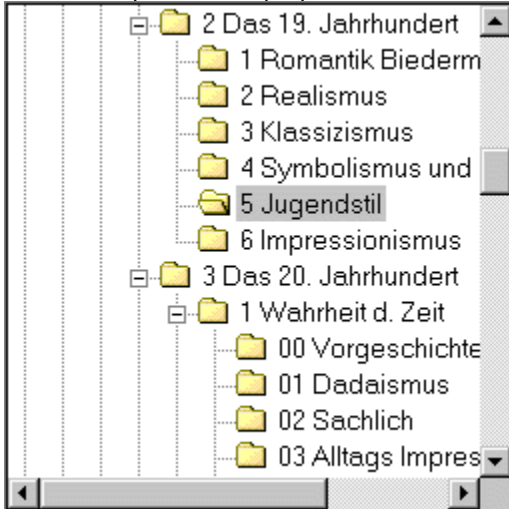 2 Das 19. Jahrhundert
1 Romantik Biederm
2 Realismus
3 Klassizismus
4 Symbolismus und
5 Jugendstil
6 Impressionismus
3 Das 20. Jahrhundert
1 Wahrheit d. Zeit
00 Vorgeschichte
01 Dadaismus
02 Sachlich
03 Alltags Impres